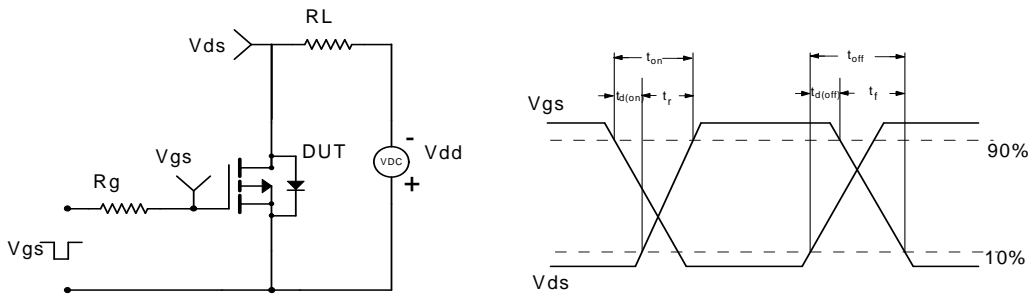 RL
Vds
Vgs
DUT
-
VDC
Vdd
+
Rg
Vgs
ton
toff
td(on)
tr
td(off)
tf
Vgs
90%
10%
Vds